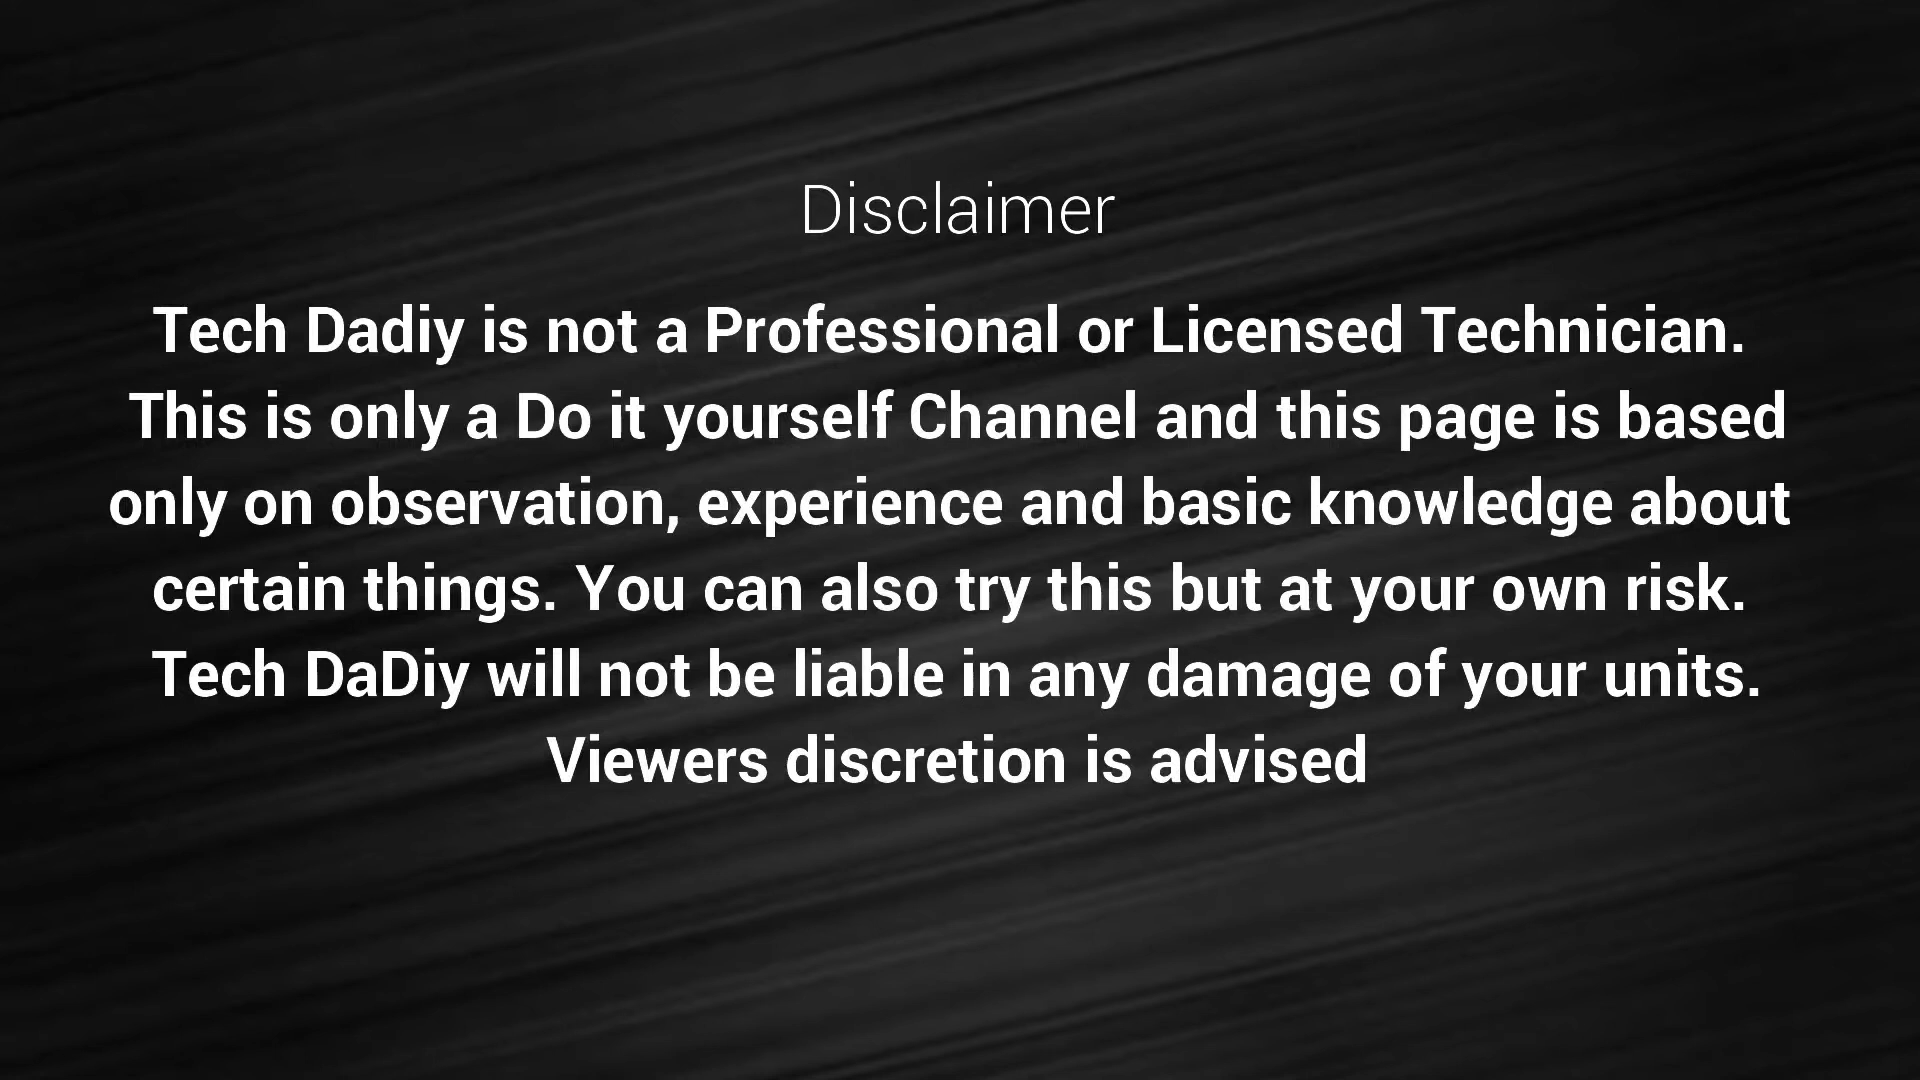 Disclaimer
Tech Dadiy is not a Professional or Licensed Technician.
This is only a Do it yourself Channel and this page is based
only on observation, experience and basic knowledge about
certain things. You can also try this but at your own risk.
Tech DaDiy will not be liable in any damage of your units.
Viewers discretion is advised